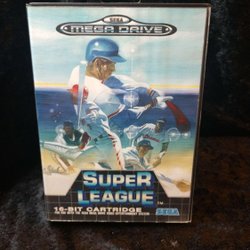 SEGA
MEGA DRIVE
SUPER
LEAGUE
16-BIT CARTRIDGE
SEGA